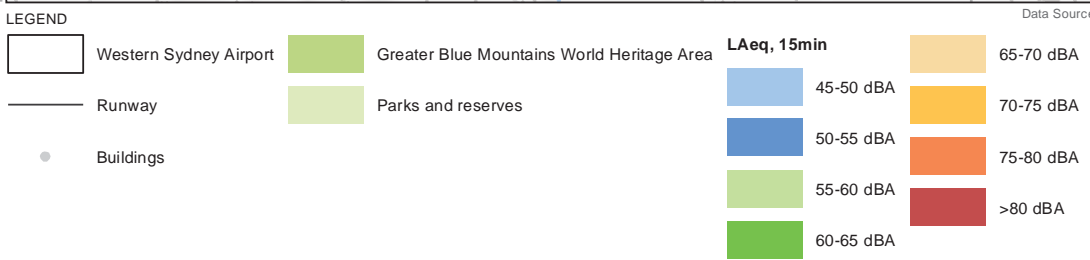 Data Source
LEGEND
Western Sydney Airport
Runway
Buildings
Greater Blue Mountains World Heritage Area
Parks and reserves
LAeq, 15min
45-50 dBA
50-55 dBA
55-60 dBA
60-65 dBA
65-70 dBA
70-75 dBA
75-80 dBA
>80 dBA